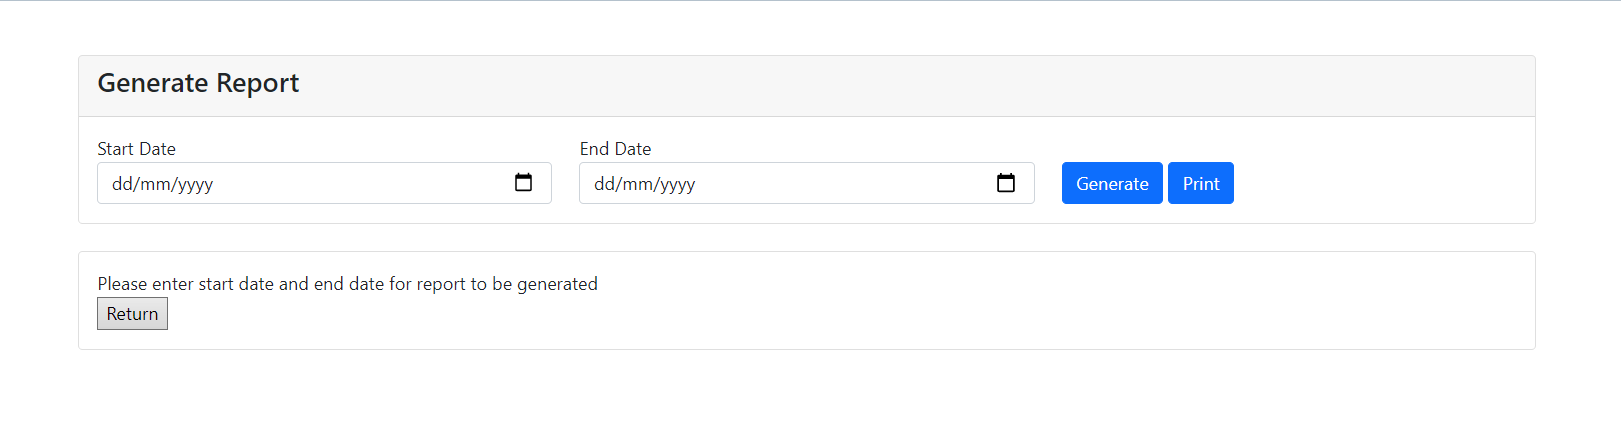 Generate Report
Start Date
End Date
dd/mm/yyyy
dd/mm/yyyy
Generate
Print
Please enter start date and end date for report to be generated
Return